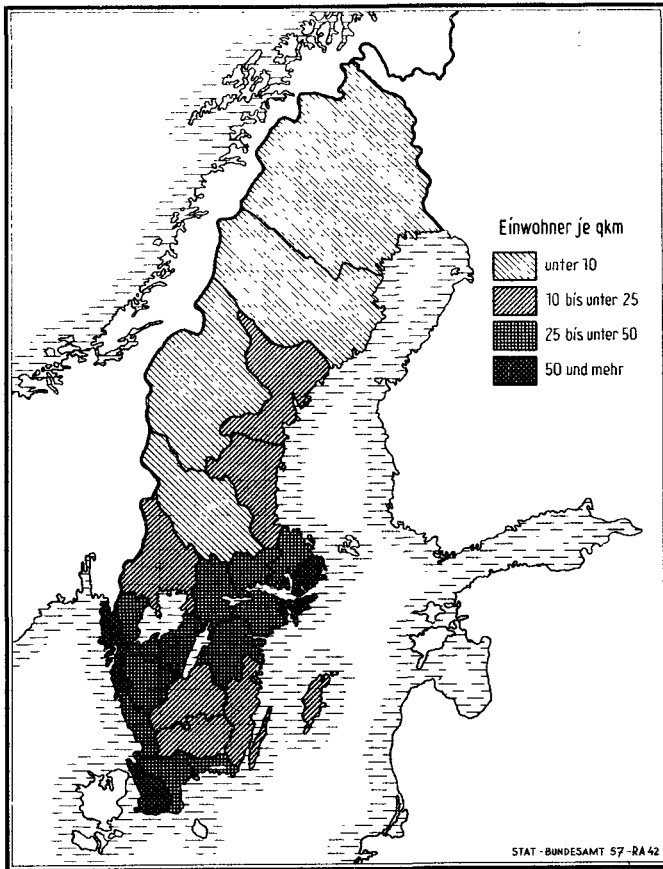 Einwohner je qkm
unter 10
10 bis unter 25
25 bis unter 50
50 und mehr
STAT-BUNDESAMT 57-RA 42